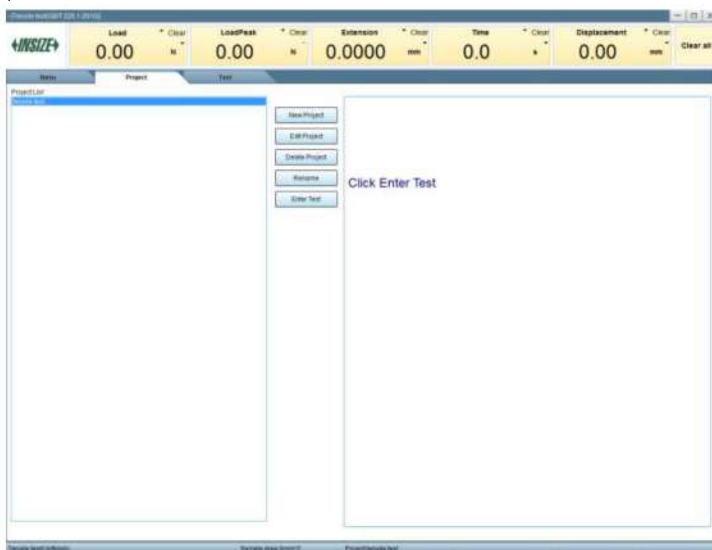 Load Clear LoadPeak Clear Extension Clear Time Clear Displacement Clear
INSIZE 0.00 N 0.00 N 0.0000 mm 0.0 s 0.00 mm Clear all
Menu Project Test
Project List
New Project
Edit Project
Delete Project
Rename
Enter Test
Click Enter Test